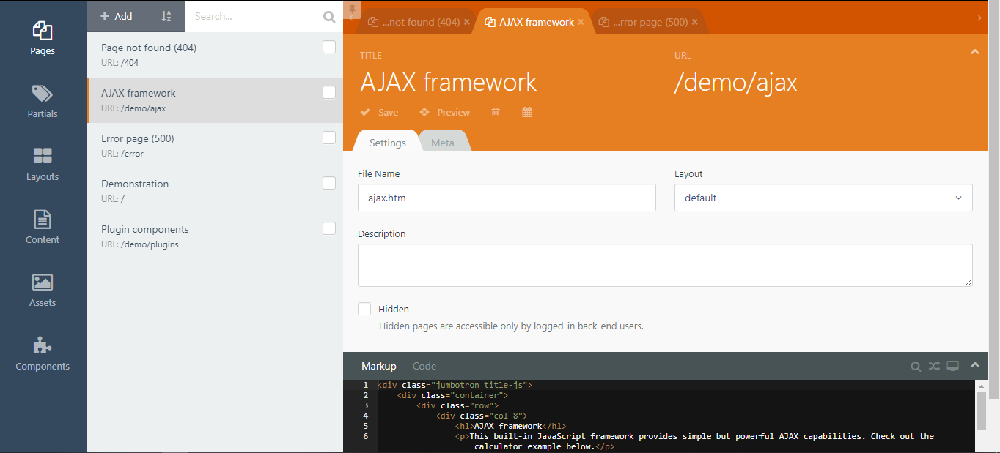 Pages
Partials
Layouts
Content
Assets
Components
Add
Search...
Page not found (404)
URL: /404
AJAX framework
URL: /demo/ajax
Error page (500)
URL: /error
Demonstration
URL: /
Plugin components
URL: /demo/plugins
...not found (404) × AJAX framework × ...rror page (500) ×
TITLE
AJAX framework
URL
/demo/ajax
Save Preview
Settings Meta
File Name
ajax.htm
Layout
default
Description
Hidden
Hidden pages are accessible only by logged-in back-end users.
Markup Code
1 <div class="jumbotron title-js">
2 <div class="container">
3 <div class="row">
4 <div class="col-8">
5 <h1>AJAX framework</h1>
6 <p>This built-in JavaScript framework provides simple but powerful AJAX capabilities. Check out the
calculator example below.</p>